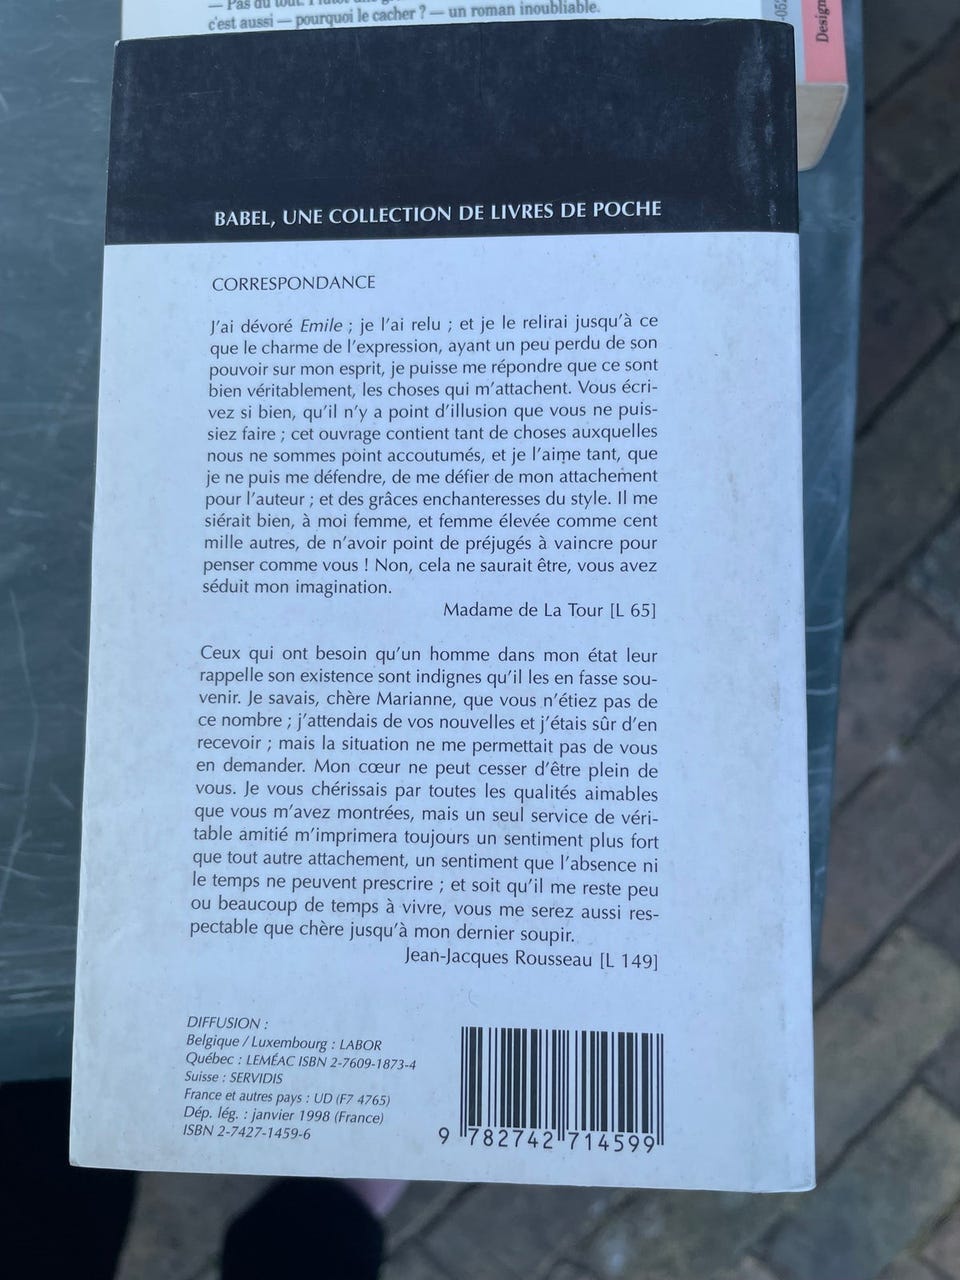 — Pas du tout. Plutôt une
c'est aussi — pourquoi le cacher ? — un roman inoubliable.
Design
BABEL, UNE COLLECTION DE LIVRES DE POCHE
CORRESPONDANCE
J'ai dévoré Emile ; je l'ai relu ; et je le relirai jusqu'à ce
que le charme de l'expression, ayant un peu perdu de son
pouvoir sur mon esprit, je puisse me répondre que ce sont
bien véritablement, les choses qui m'attachent. Vous écri-
vez si bien, qu'il n'y a point d'illusion que vous ne puis-
siez faire ; cet ouvrage contient tant de choses auxquelles
nous ne sommes point accoutumés, et je l'aime tant, que
je ne puis me défendre, de me défier de mon attachement
pour l'auteur ; et des grâces enchanteresses du style. Il me
siérait bien, à moi femme, et femme élevée comme cent
mille autres, de n'avoir point de préjugés à vaincre pour
penser comme vous ! Non, cela ne saurait être, vous avez
séduit mon imagination.
Madame de La Tour [L 65]
Ceux qui ont besoin qu'un homme dans mon état leur
rappelle son existence sont indignes qu'il les en fasse sou-
venir. Je savais, chère Marianne, que vous n'étiez pas de
ce nombre ; j'attendais de vos nouvelles et j'étais sûr d'en
recevoir ; mais la situation ne me permettait pas de vous
en demander. Mon cœur ne peut cesser d'être plein de
vous. Je vous chérissais par toutes les qualités aimables
que vous m'avez montrées, mais un seul service de véri-
table amitié m'imprimera toujours un sentiment plus fort
que tout autre attachement, un sentiment que l'absence ni
le temps ne peuvent prescrire ; et soit qu'il me reste peu
ou beaucoup de temps à vivre, vous me serez aussi res-
pectable que chère jusqu'à mon dernier soupir.
Jean-Jacques Rousseau [L 149]
DIFFUSION :
Belgique / Luxembourg : LABOR
Québec : LEMÉAC ISBN 2-7609-1873-4
Suisse : SERVIDIS
France et autres pays : UD (F7 4765)
Dép. lég. : janvier 1998 (France)
ISBN 2-7427-1459-6
9 782742 714599